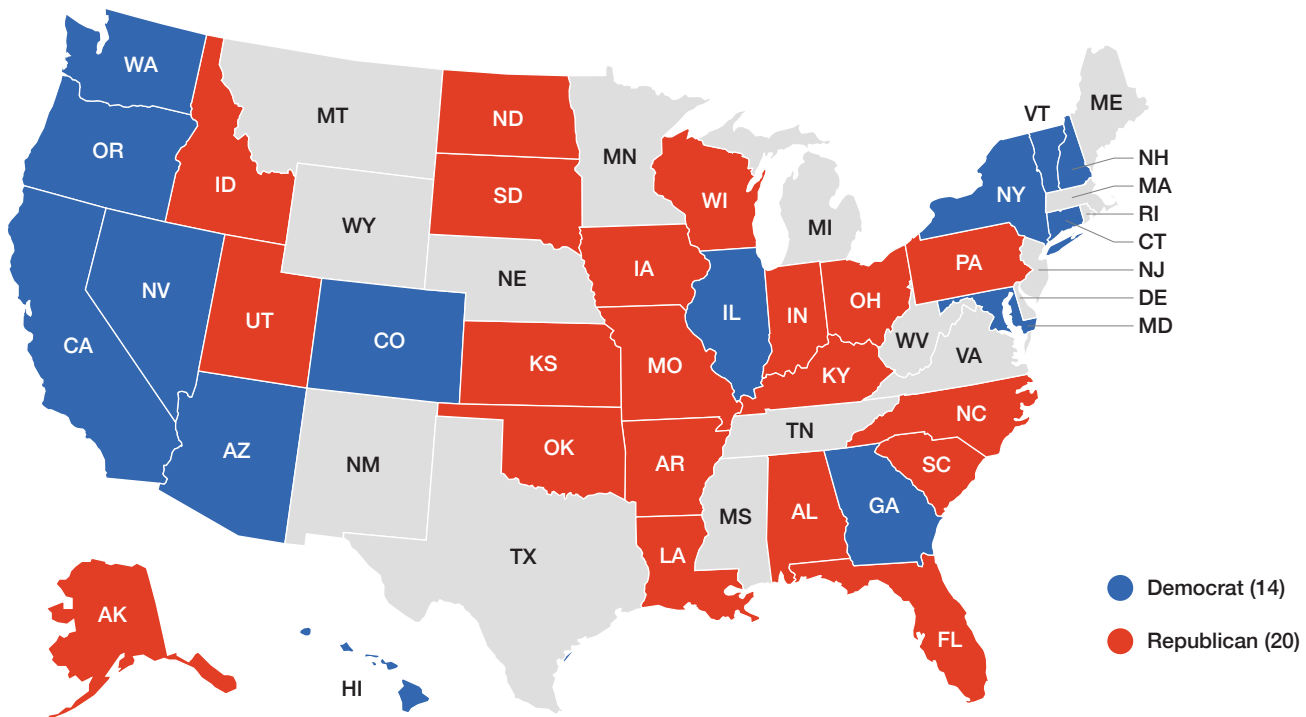 WA
MT
ND
ME
VT
OR
MN
NH
ID
SD
WI
NY
MA
WY
MI
RI
CT
NE
IA
PA
NJ
NV
UT
IL
IN
OH
DE
CA
CO
MD
WV
VA
KS
MO
KY
NC
TN
AZ
NM
OK
AR
SC
MS
AL
GA
TX
LA
Democrat (14)
AK
FL
Republican (20)
HI